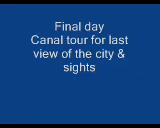 Final day
Canal tour for last
view of the city &
sights